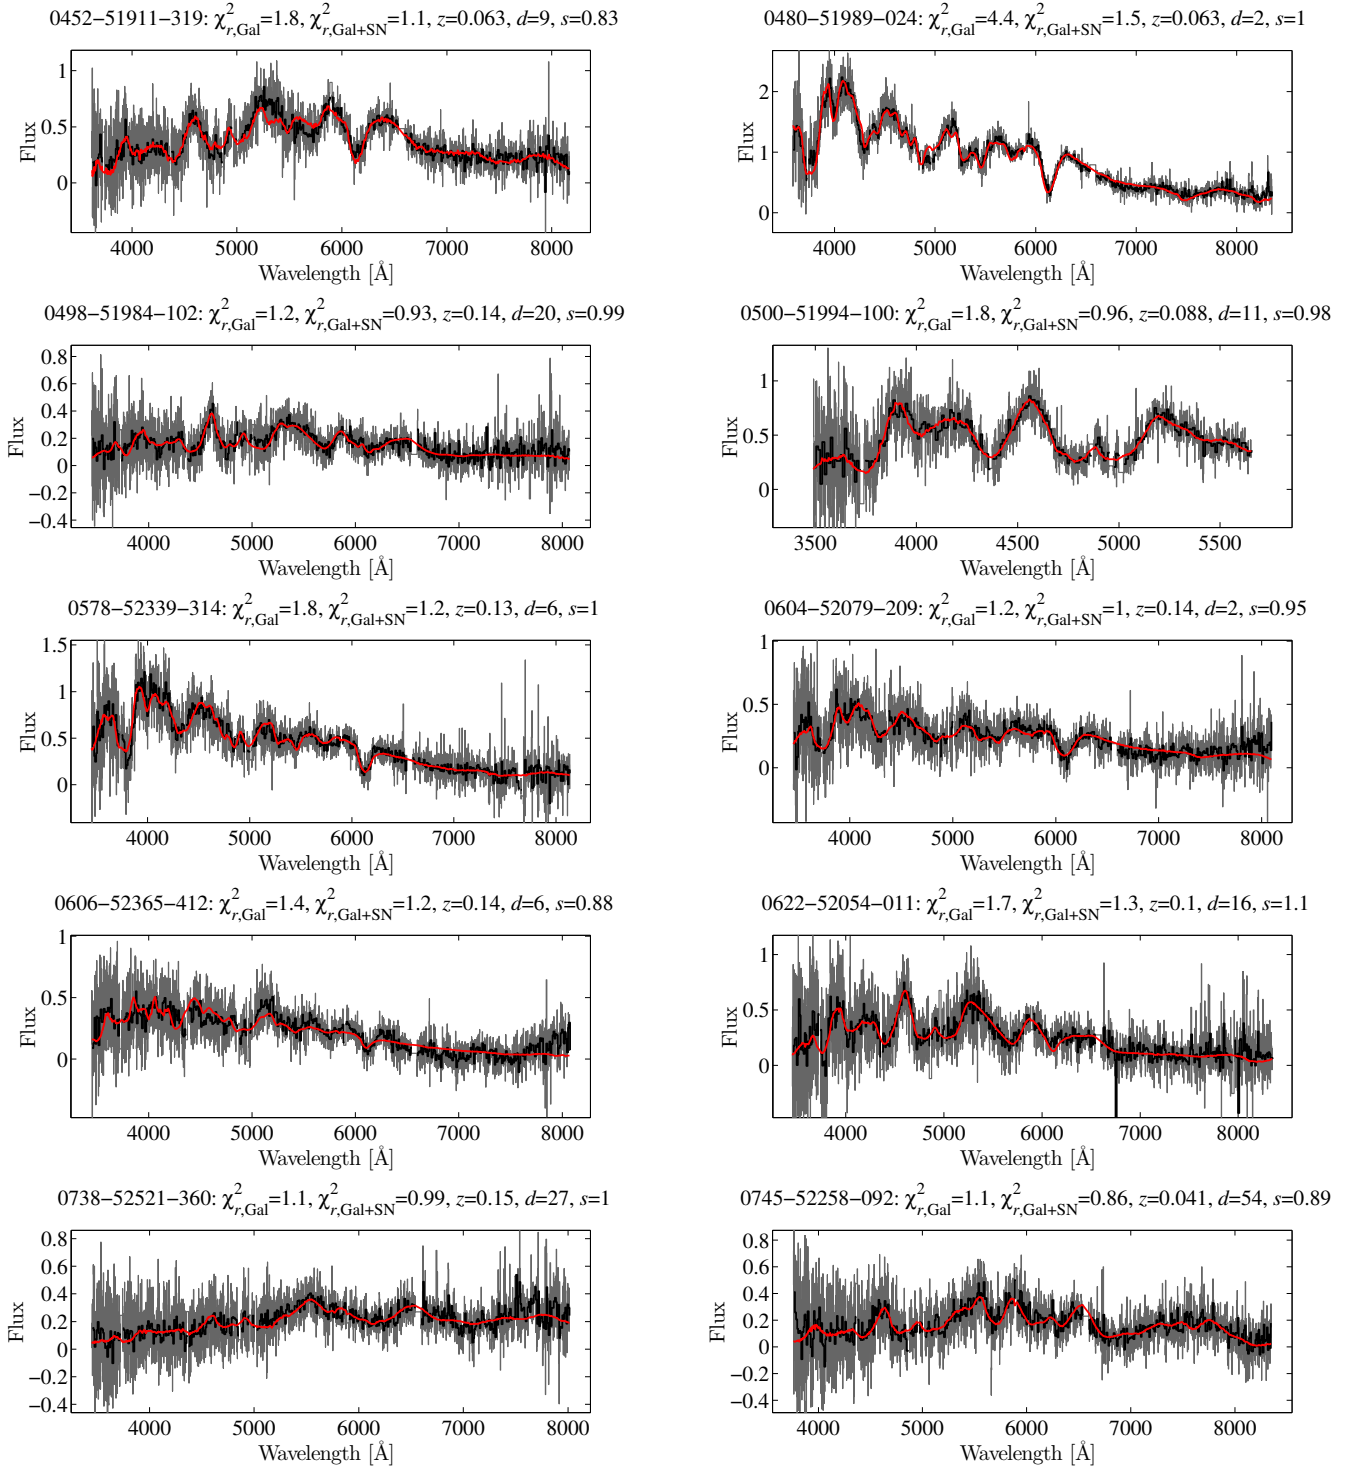 0452−51911−319: χ²r,Gal=1.8, χ²r,Gal+SN=1.1, z=0.063, d=9, s=0.83
1
0.5
0
Flux
4000 5000 6000 7000 8000
Wavelength [Å]
0480−51989−024: χ²r,Gal=4.4, χ²r,Gal+SN=1.5, z=0.063, d=2, s=1
2
1
0
Flux
4000 5000 6000 7000 8000
Wavelength [Å]
0498−51984−102: χ²r,Gal=1.2, χ²r,Gal+SN=0.93, z=0.14, d=20, s=0.99
0.8
0.6
0.4
0.2
0
−0.2
−0.4
Flux
4000 5000 6000 7000 8000
Wavelength [Å]
0500−51994−100: χ²r,Gal=1.8, χ²r,Gal+SN=0.96, z=0.088, d=11, s=0.98
1
0.5
0
Flux
3500 4000 4500 5000 5500
Wavelength [Å]
0578−52339−314: χ²r,Gal=1.8, χ²r,Gal+SN=1.2, z=0.13, d=6, s=1
1.5
1
0.5
0
Flux
4000 5000 6000 7000 8000
Wavelength [Å]
0604−52079−209: χ²r,Gal=1.2, χ²r,Gal+SN=1, z=0.14, d=2, s=0.95
1
0.5
0
Flux
4000 5000 6000 7000 8000
Wavelength [Å]
0606−52365−412: χ²r,Gal=1.4, χ²r,Gal+SN=1.2, z=0.14, d=6, s=0.88
1
0.5
0
Flux
4000 5000 6000 7000 8000
Wavelength [Å]
0622−52054−011: χ²r,Gal=1.7, χ²r,Gal+SN=1.3, z=0.1, d=16, s=1.1
1
0.5
0
Flux
4000 5000 6000 7000 8000
Wavelength [Å]
0738−52521−360: χ²r,Gal=1.1, χ²r,Gal+SN=0.99, z=0.15, d=27, s=1
0.8
0.6
0.4
0.2
0
−0.2
−0.4
Flux
4000 5000 6000 7000 8000
Wavelength [Å]
0745−52258−092: χ²r,Gal=1.1, χ²r,Gal+SN=0.86, z=0.041, d=54, s=0.89
0.8
0.6
0.4
0.2
0
−0.2
−0.4
Flux
4000 5000 6000 7000 8000
Wavelength [Å]